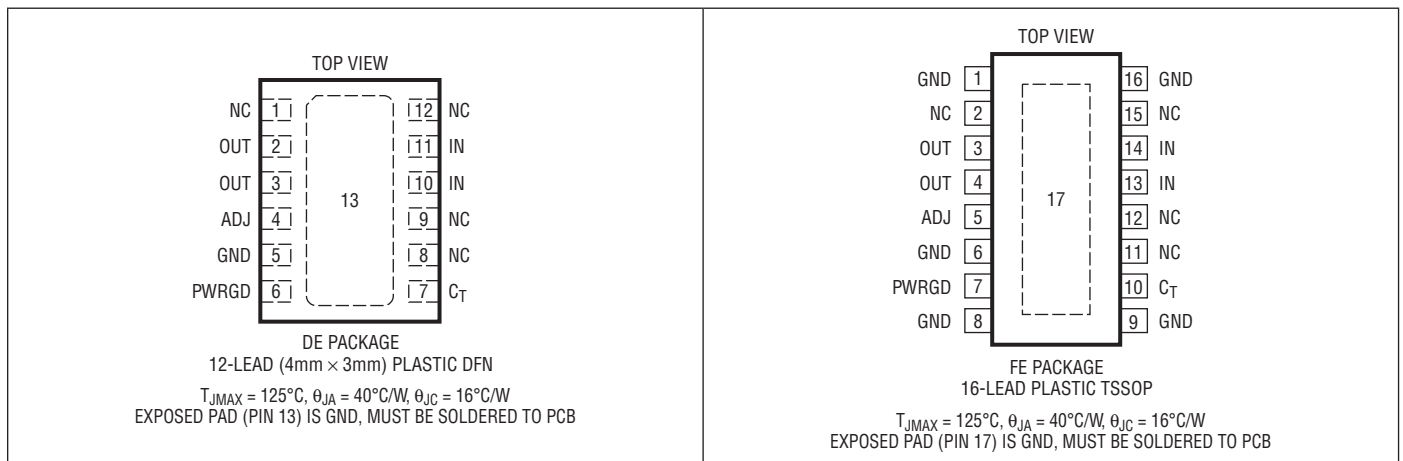 TOP VIEW
NC 1 12 NC
OUT 2 11 IN
OUT 3 10 IN
13
ADJ 4 9 NC
GND 5 8 NC
PWRGD 6 7 CT
DE PACKAGE
12-LEAD (4mm × 3mm) PLASTIC DFN
TJMAX = 125°C, θJA = 40°C/W, θJC = 16°C/W
EXPOSED PAD (PIN 13) IS GND, MUST BE SOLDERED TO PCB
TOP VIEW
GND 1 16 GND
NC 2 15 NC
OUT 3 14 IN
OUT 4 13 IN
17
ADJ 5 12 NC
GND 6 11 NC
PWRGD 7 10 CT
GND 8 9 GND
FE PACKAGE
16-LEAD PLASTIC TSSOP
TJMAX = 125°C, θJA = 40°C/W, θJC = 16°C/W
EXPOSED PAD (PIN 17) IS GND, MUST BE SOLDERED TO PCB